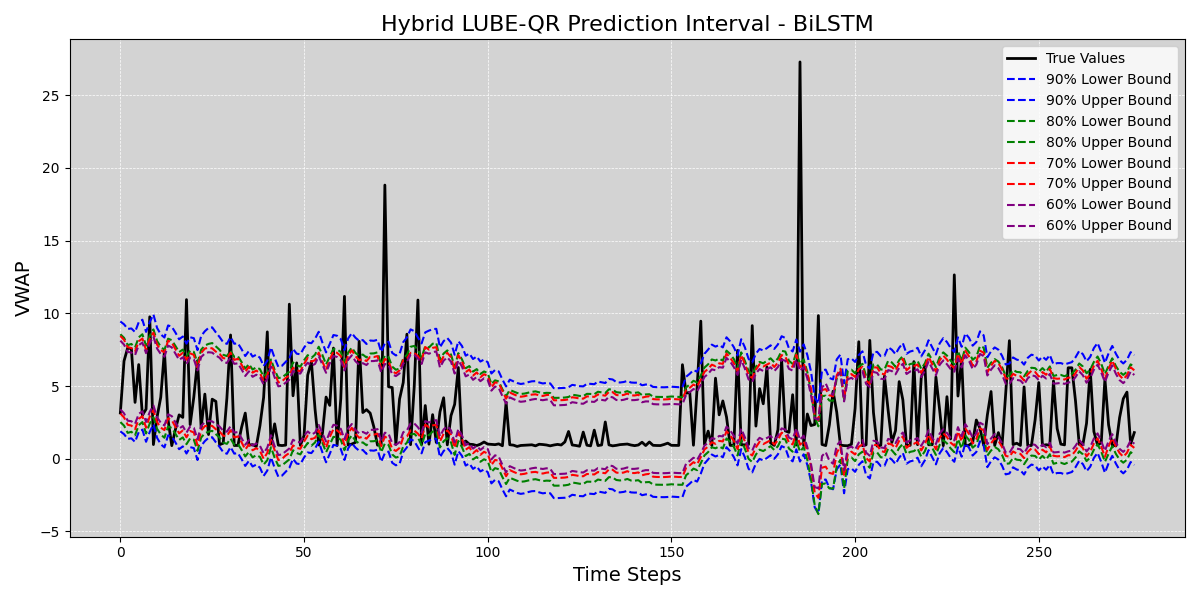 Hybrid LUBE-QR Prediction Interval - BiLSTM
True Values
90% Lower Bound
90% Upper Bound
80% Lower Bound
80% Upper Bound
70% Lower Bound
70% Upper Bound
60% Lower Bound
60% Upper Bound
VWAP
25
20
15
10
5
0
−5
0 50 100 150 200 250
Time Steps